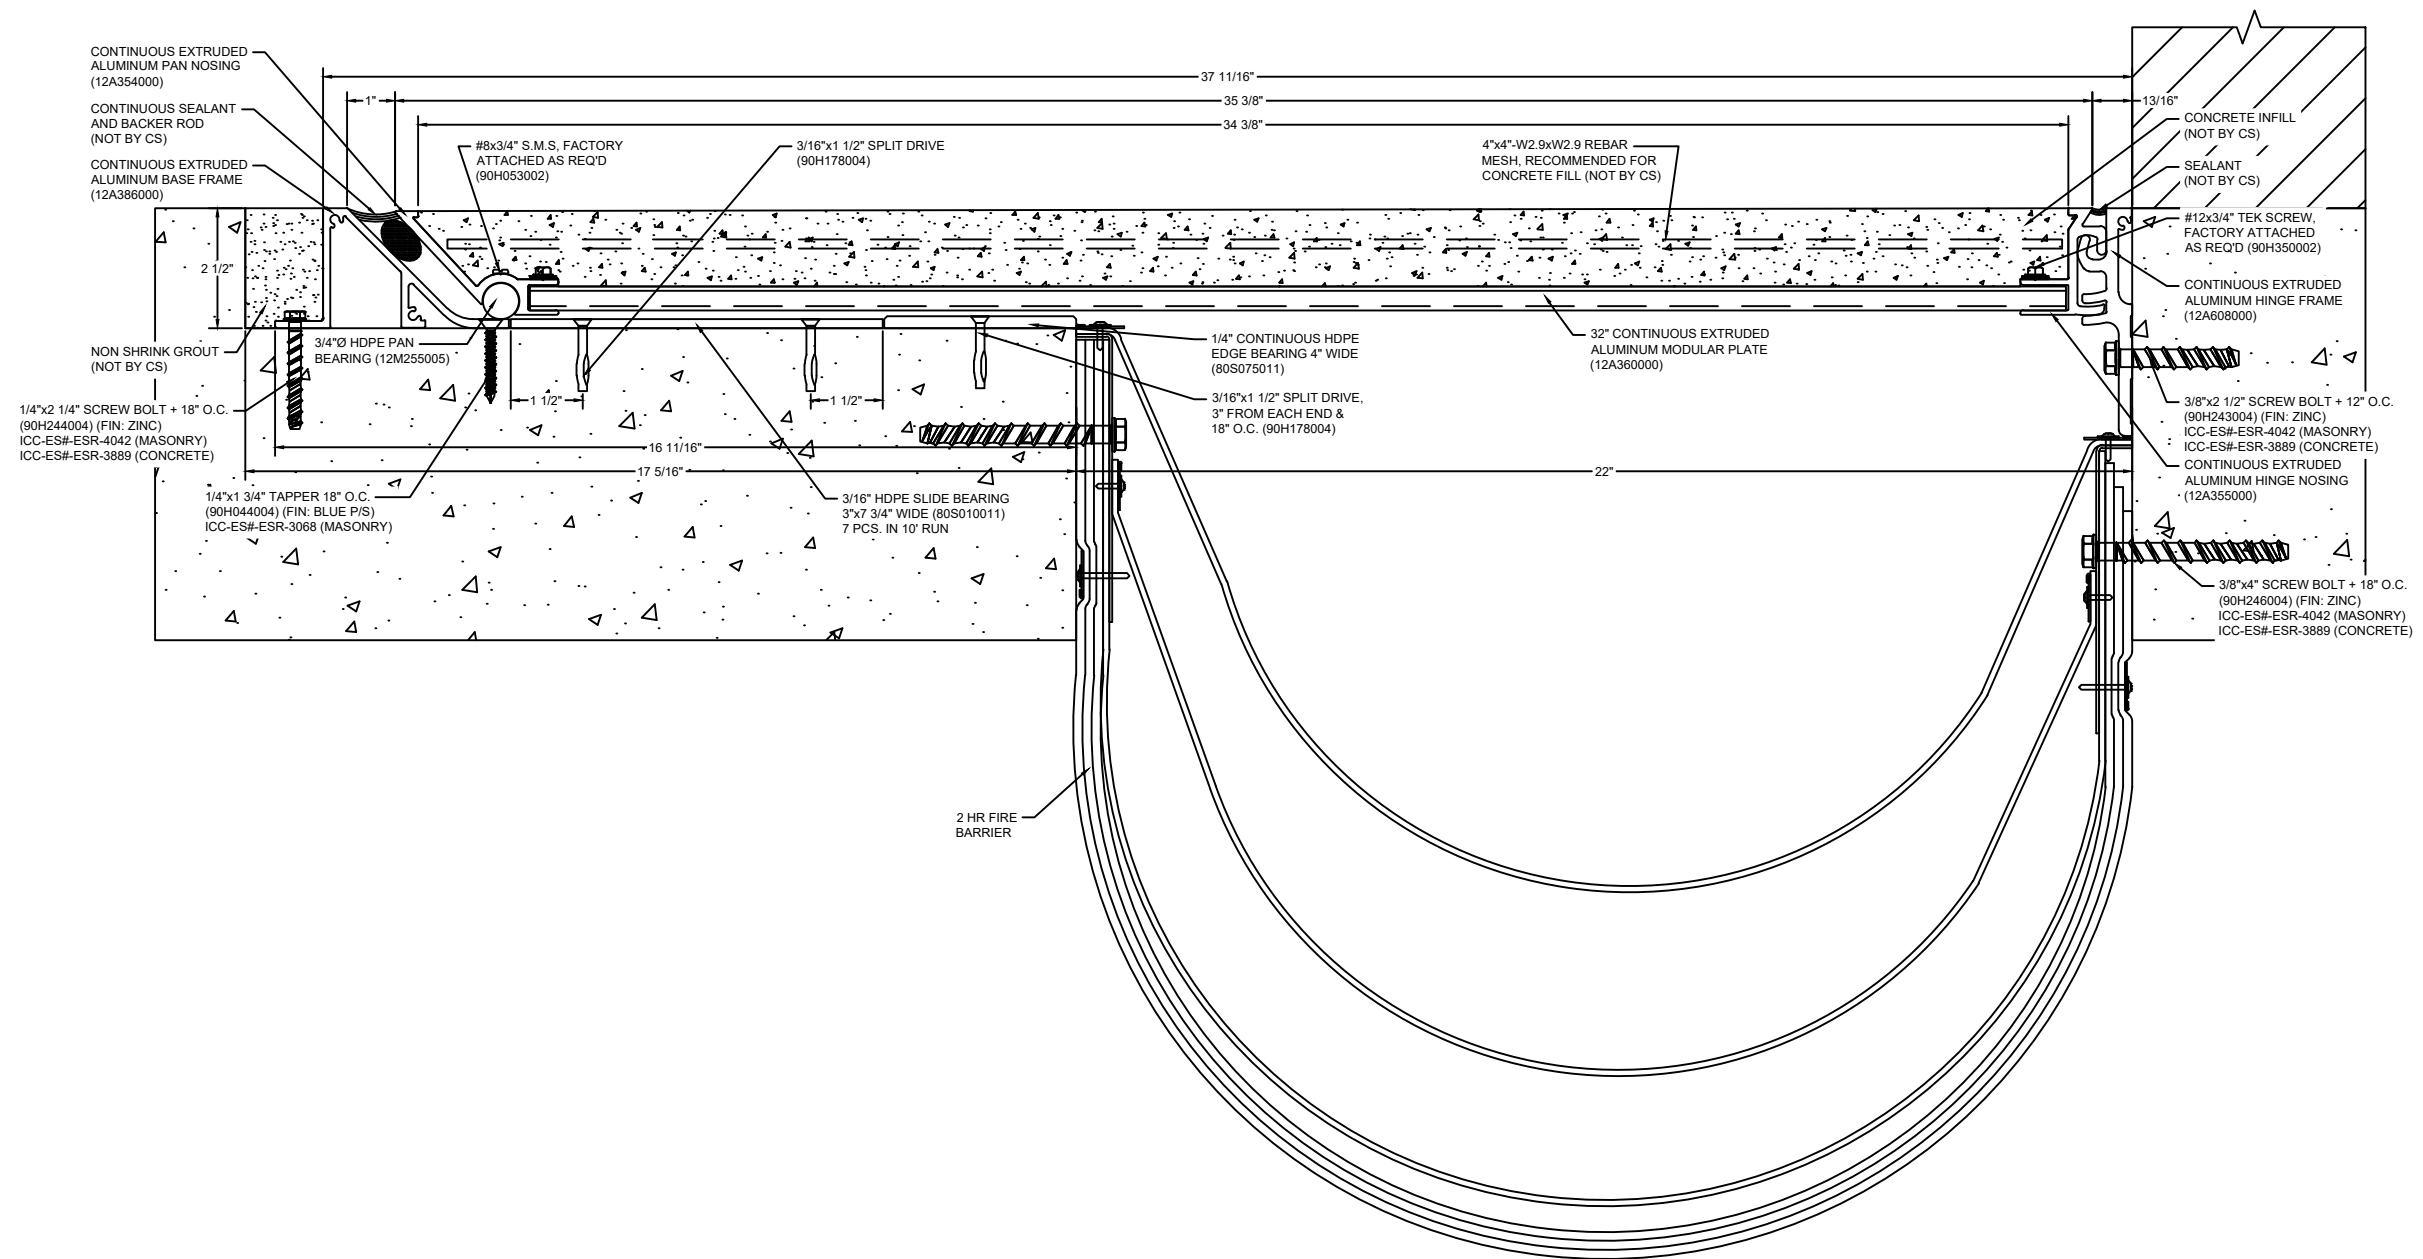 CONTINUOUS EXTRUDED
ALUMINUM PAN NOSING
(12A354000)
CONTINUOUS SEALANT
AND BACKER ROD
(NOT BY CS)
CONTINUOUS EXTRUDED
ALUMINUM BASE FRAME
(12A386000)
37 11/16"
1"
35 3/8"
13/16"
34 3/8"
#8x3/4" S.M.S, FACTORY
ATTACHED AS REQ'D
(90H053002)
3/16"x1 1/2" SPLIT DRIVE
(90H178004)
4"x4"-W2.9xW2.9 REBAR
MESH, RECOMMENDED FOR
CONCRETE FILL (NOT BY CS)
CONCRETE INFILL
(NOT BY CS)
SEALANT
(NOT BY CS)
#12x3/4" TEK SCREW,
FACTORY ATTACHED
AS REQ'D (90H350002)
CONTINUOUS EXTRUDED
ALUMINUM HINGE FRAME
(12A608000)
2 1/2"
NON SHRINK GROUT
(NOT BY CS)
3/4"Ø HDPE PAN
BEARING (12M255005)
1/4" CONTINUOUS HDPE
EDGE BEARING 4" WIDE
(80S075011)
32" CONTINUOUS EXTRUDED
ALUMINUM MODULAR PLATE
(12A360000)
1/4"x2 1/4" SCREW BOLT + 18" O.C.
(90H244004) (FIN: ZINC)
ICC-ES#-ESR-4042 (MASONRY)
ICC-ES#-ESR-3889 (CONCRETE)
1 1/2"
1 1/2"
3/16"x1 1/2" SPLIT DRIVE,
3" FROM EACH END &
18" O.C. (90H178004)
3/8"x2 1/2" SCREW BOLT + 12" O.C.
(90H243004) (FIN: ZINC)
ICC-ES#-ESR-4042 (MASONRY)
ICC-ES#-ESR-3889 (CONCRETE)
16 11/16"
17 5/16"
22"
CONTINUOUS EXTRUDED
ALUMINUM HINGE NOSING
(12A355000)
1/4"x1 3/4" TAPPER 18" O.C.
(90H044004) (FIN: BLUE P/S)
ICC-ES#-ESR-3068 (MASONRY)
3/16" HDPE SLIDE BEARING
3"x7 3/4" WIDE (80S010011)
7 PCS. IN 10' RUN
3/8"x4" SCREW BOLT + 18" O.C.
(90H246004) (FIN: ZINC)
ICC-ES#-ESR-4042 (MASONRY)
ICC-ES#-ESR-3889 (CONCRETE)
2 HR FIRE
BARRIER